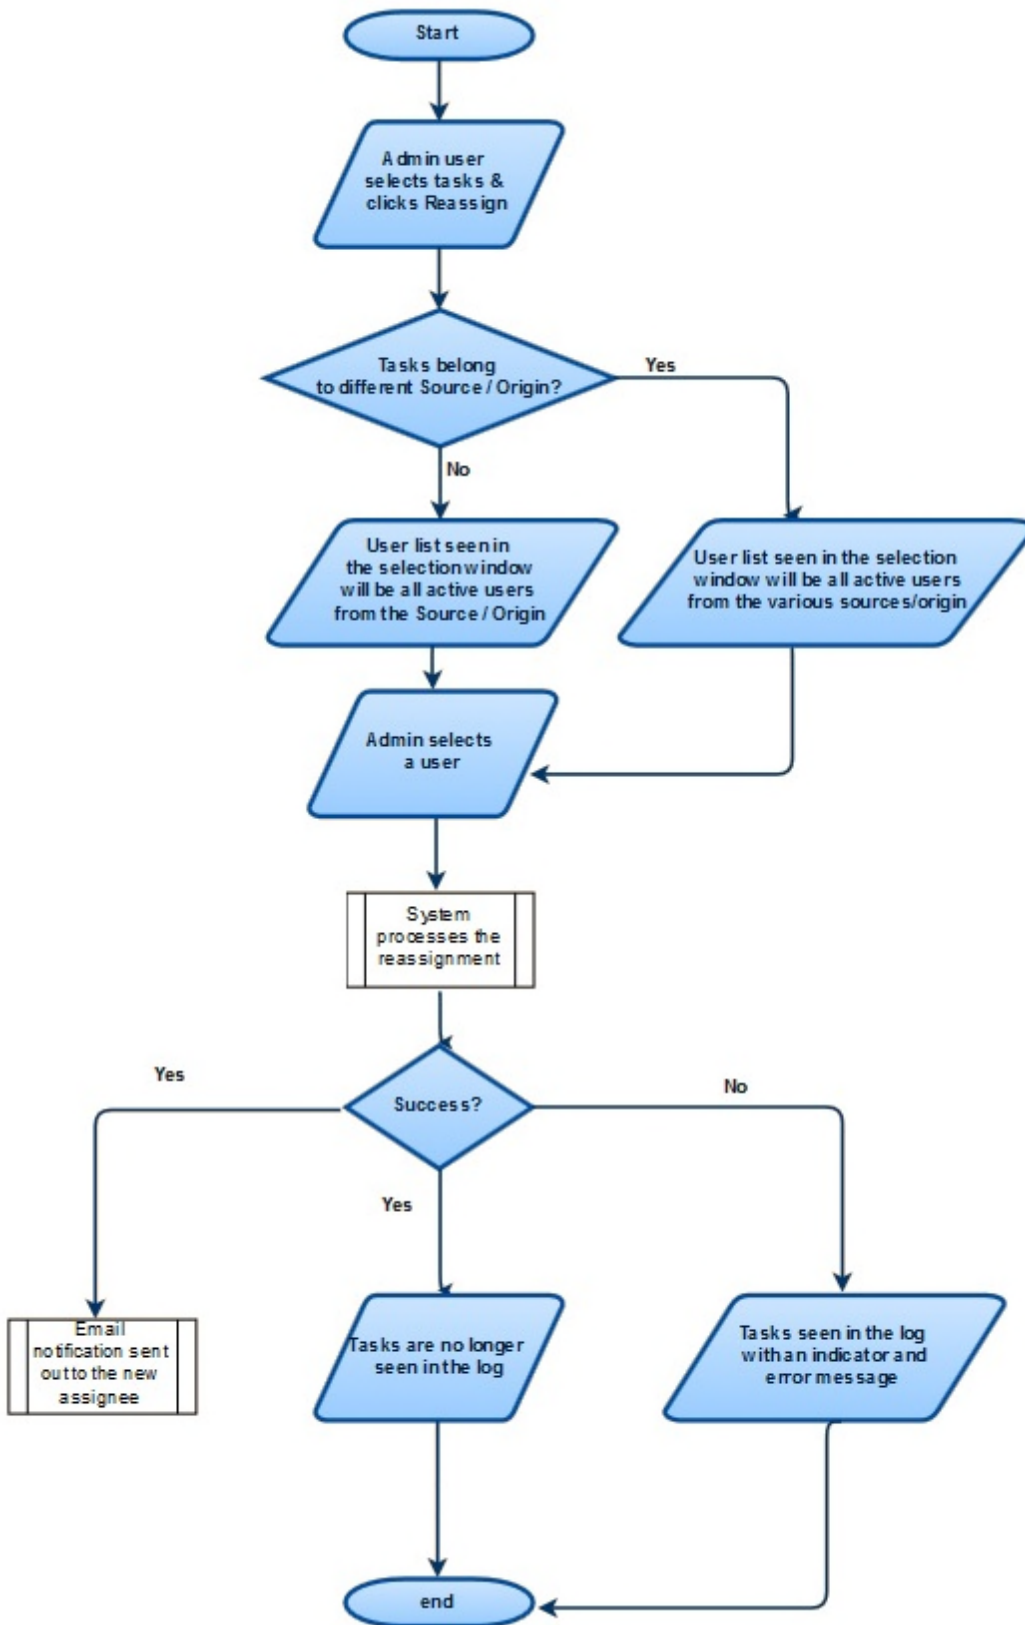 Start
Admin user
selects tasks &
clicks Reassign
Tasks belong
to different Source / Origin?
Yes
No
User list seen in
the selection window
will be all active users
from the Source / Origin
User list seen in the selection
window will be all active users
from the various sources/origin
Admin selects
a user
System
processes the
reassignment
Success?
Yes
No
Yes
Email
notification sent
out to the new
assignee
Tasks are no longer
seen in the log
Tasks seen in the log
with an indicator and
error message
end